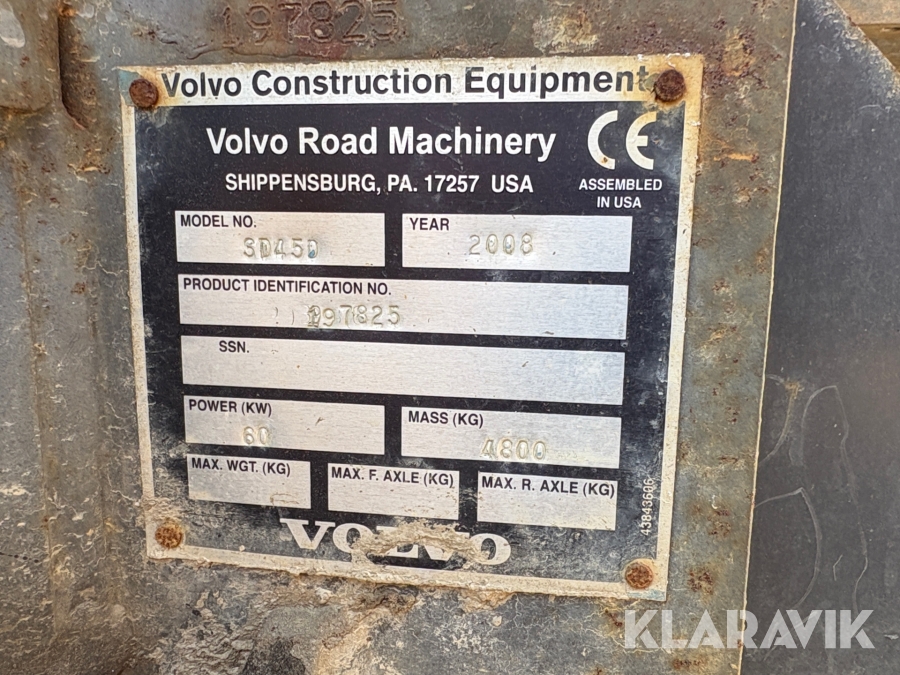 197825
Volvo Construction Equipment
Volvo Road Machinery
CE
SHIPPENSBURG, PA. 17257 USA
ASSEMBLED
IN USA
MODEL NO.
SD45D
YEAR
2008
PRODUCT IDENTIFICATION NO.
197825
SSN.
POWER (KW)
60
MASS (KG)
4800
MAX. WGT. (KG)
MAX. F. AXLE (KG)
MAX. R. AXLE (KG)
43843606
VOLVO
KLARAVIK